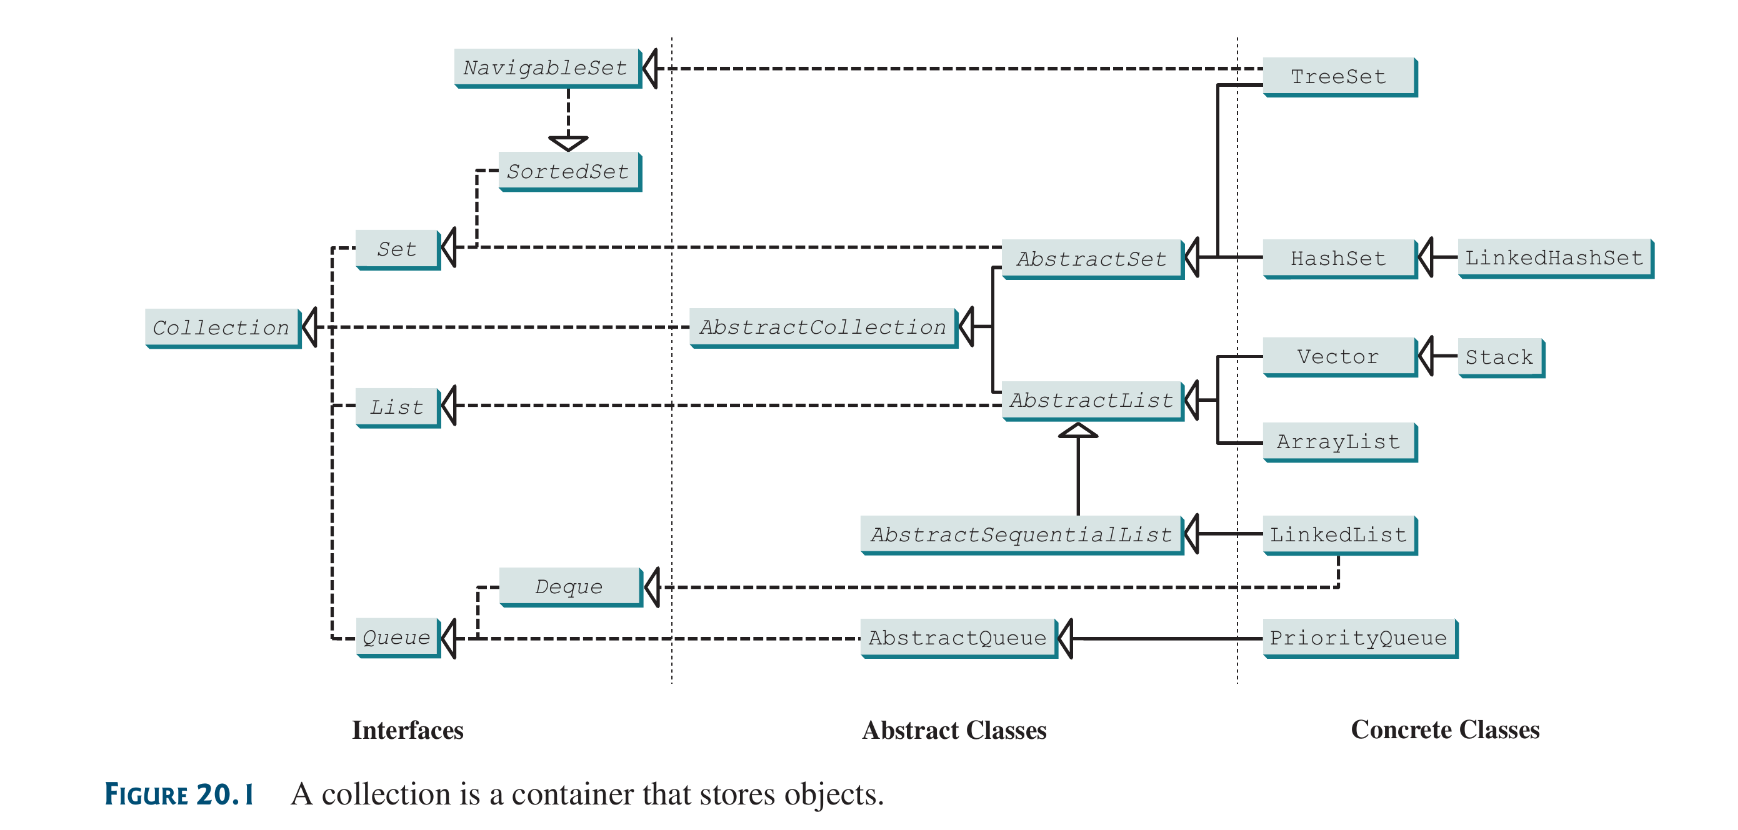 NavigableSet
TreeSet
SortedSet
Set
AbstractSet
HashSet
LinkedHashSet
Collection
AbstractCollection
Vector
Stack
List
AbstractList
ArrayList
AbstractSequentialList
LinkedList
Deque
Queue
AbstractQueue
PriorityQueue
Interfaces
Abstract Classes
Concrete Classes
FIGURE 20.1 A collection is a container that stores objects.